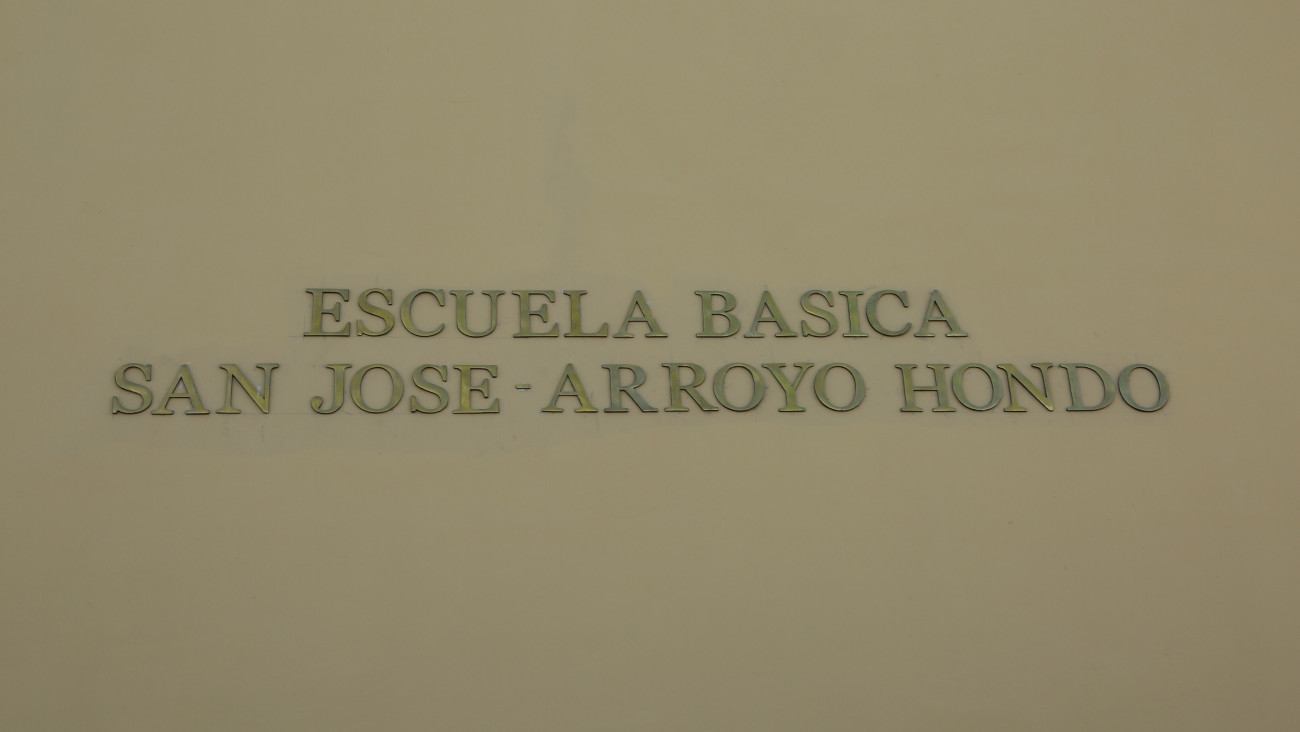 ESCUELA BASICA
SAN JOSE-ARROYO HONDO